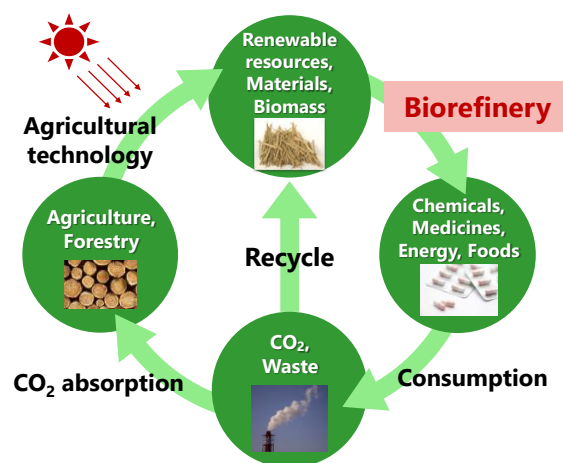 Renewable
resources,
Materials,
Biomass
Biorefinery
Agricultural
technology
Agriculture,
Forestry
Chemicals,
Medicines,
Energy, Foods
Recycle
CO₂,
Waste
CO₂ absorption
Consumption